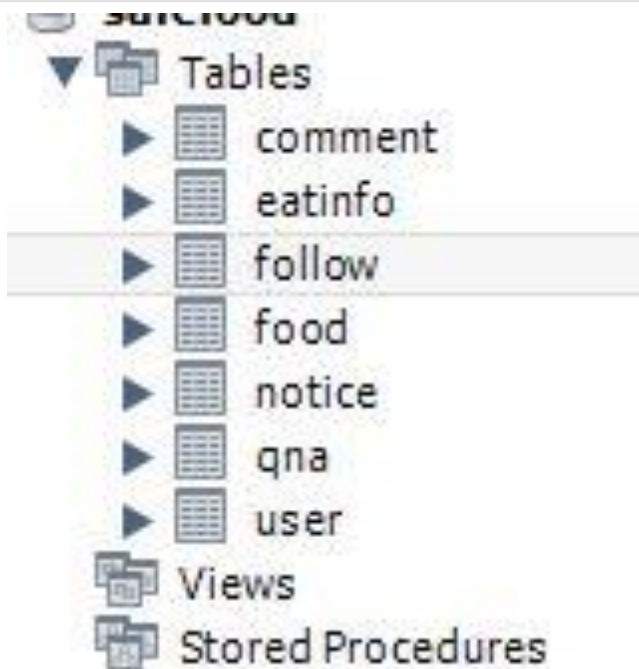 Tables
comment
eatinfo
follow
food
notice
qna
user
Views
Stored Procedures